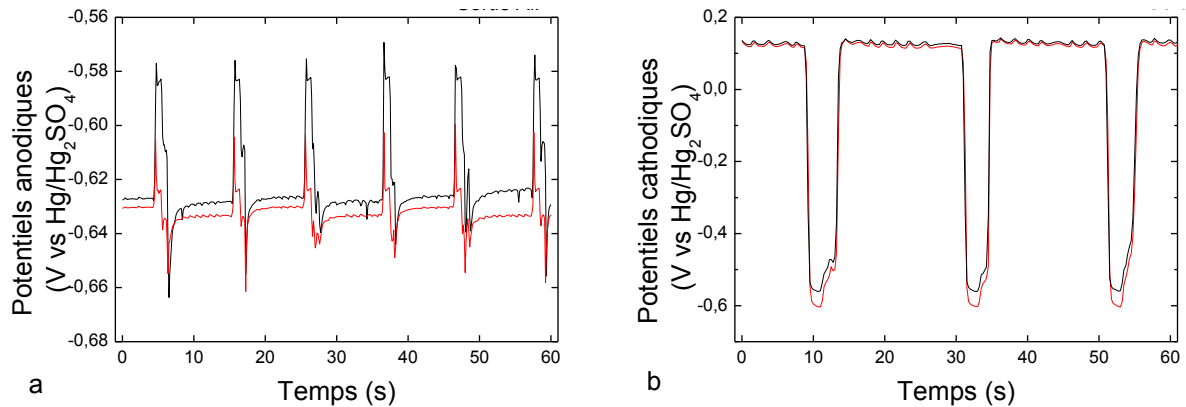 -0,56
-0,58
-0,60
-0,62
-0,64
-0,66
-0,68
Potentiels anodiques
(V vs Hg/Hg₂SO₄)
0 10 20 30 40 50 60
Temps (s)
a
0,2
0,0
-0,2
-0,4
-0,6
Potentiels cathodiques
(V vs Hg/Hg₂SO₄)
0 10 20 30 40 50 60
Temps (s)
b